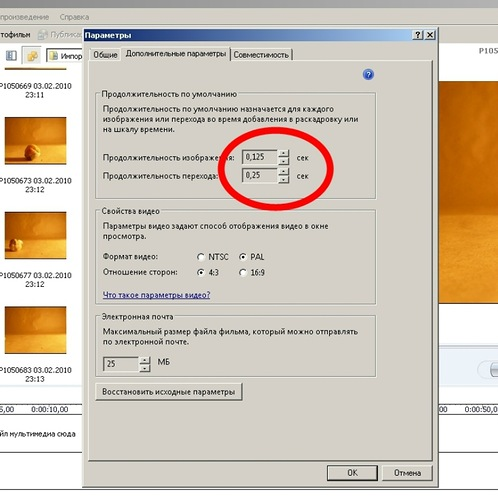 произведение Справка
тофильм Публикац
Импор
P1050669 03.02.2010
23:11
P1050673 03.02.2010
23:12
P1050677 03.02.2010
23:12
P1050683 03.02.2010
23:13
Параметры
Общие Дополнительные параметры Совместимость
Продолжительность по умолчанию
Продолжительность по умолчанию назначается для каждого
изображения или перехода во время добавления в раскадровку или
на шкалу времени.
Продолжительность изображения: 0,125 сек
Продолжительность перехода: 0,25 сек
Свойства видео
Параметры видео задают способ отображения видео в окне
просмотра.
Формат видео: NTSC PAL
Отношение сторон: 4:3 16:9
Что такое параметры видео?
Электронная почта
Максимальный размер файла фильма, который можно отправлять
по электронной почте.
25 МБ
Восстановить исходные параметры
ОК Отмена
P105
5,00 0:00:10,00
00 0:00:50,0
йл мультимедиа сюда